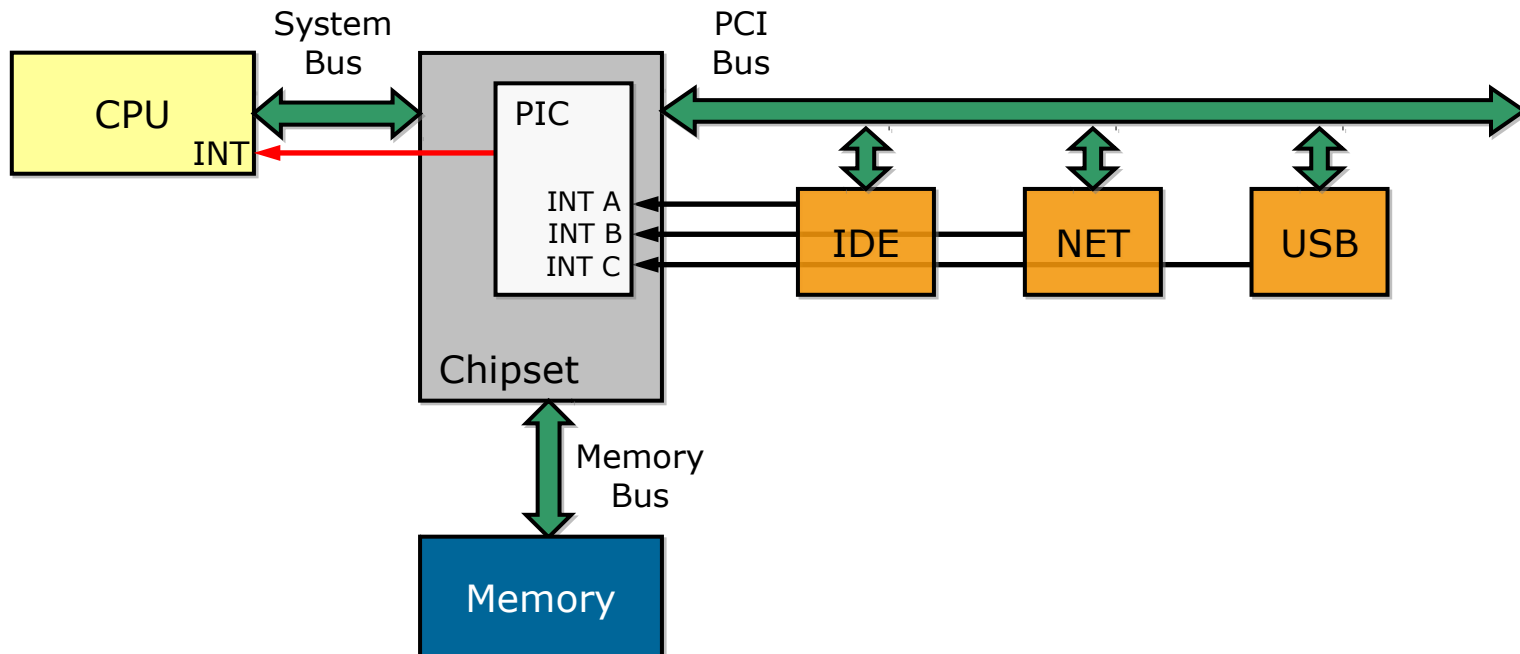 System
Bus
PCI
Bus
CPU
INT
PIC
INT A
INT B
INT C
IDE
NET
USB
Chipset
Memory
Bus
Memory